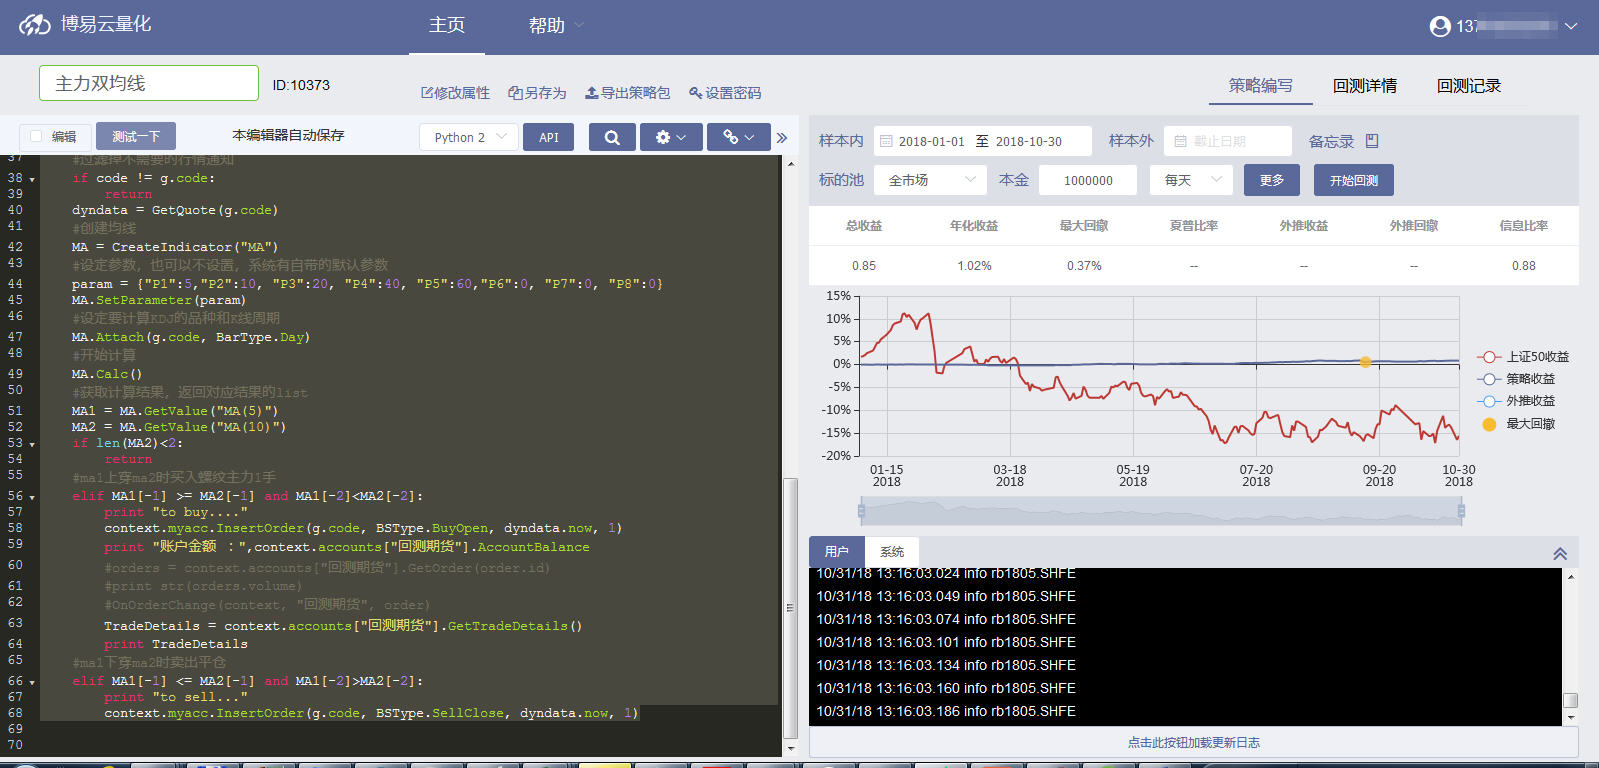 博易云量化
主页
帮助
137
主力双均线
ID:10373
修改属性 另存为 导出策略包 设置密码
策略编写 回测详情 回测记录
编辑 测试一下 本编辑器自动保存 Python 2 API
37 #过滤掉不需要的行情通知
38 if code != g.code:
39 return
40 dyndata = GetQuote(g.code)
41 #创建均线
42 MA = CreateIndicator("MA")
43 #设定参数，也可以不设置，系统有自带的默认参数
44 param = {"P1":5,"P2":10, "P3":20, "P4":40, "P5":60,"P6":0, "P7":0, "P8":0}
45 MA.SetParameter(param)
46 #设定要计算KDJ的品种和K线周期
47 MA.Attach(g.code, BarType.Day)
48 #开始计算
49 MA.Calc()
50 #获取计算结果，返回对应结果的list
51 MA1 = MA.GetValue("MA(5)")
52 MA2 = MA.GetValue("MA(10)")
53 if len(MA2)<2:
54 return
55 #ma1上穿ma2时买入螺纹主力1手
56 elif MA1[-1] >= MA2[-1] and MA1[-2]<MA2[-2]:
57 print "to buy...."
58 context.myacc.InsertOrder(g.code, BSType.BuyOpen, dyndata.now, 1)
59 print "账户金额 ：",context.accounts["回测期货"].AccountBalance
60 #orders = context.accounts["回测期货"].GetOrder(order.id)
61 #print str(orders.volume)
62 #OnOrderChange(context, "回测期货", order)
63 TradeDetails = context.accounts["回测期货"].GetTradeDetails()
64 print TradeDetails
65 #ma1下穿ma2时卖出平仓
66 elif MA1[-1] <= MA2[-1] and MA1[-2]>MA2[-2]:
67 print "to sell..."
68 context.myacc.InsertOrder(g.code, BSType.SellClose, dyndata.now, 1)
69
70
样本内 2018-01-01 至 2018-10-30 样本外 截止日期 备忘录
标的池 全市场 本金 1000000 每天 更多 开始回测
总收益 年化收益 最大回撤 夏普比率 外推收益 外推回撤 信息比率
0.85 1.02% 0.37% -- -- -- 0.88
15%
10%
5%
0%
-5%
-10%
-15%
-20%
01-15 03-18 05-19 07-20 09-20 10-30
2018 2018 2018 2018 2018 2018
上证50收益
策略收益
外推收益
最大回撤
用户 系统
10/31/18 13:16:03.024 info rb1805.SHFE
10/31/18 13:16:03.049 info rb1805.SHFE
10/31/18 13:16:03.074 info rb1805.SHFE
10/31/18 13:16:03.101 info rb1805.SHFE
10/31/18 13:16:03.134 info rb1805.SHFE
10/31/18 13:16:03.160 info rb1805.SHFE
10/31/18 13:16:03.186 info rb1805.SHFE
点击此按钮加载更新日志